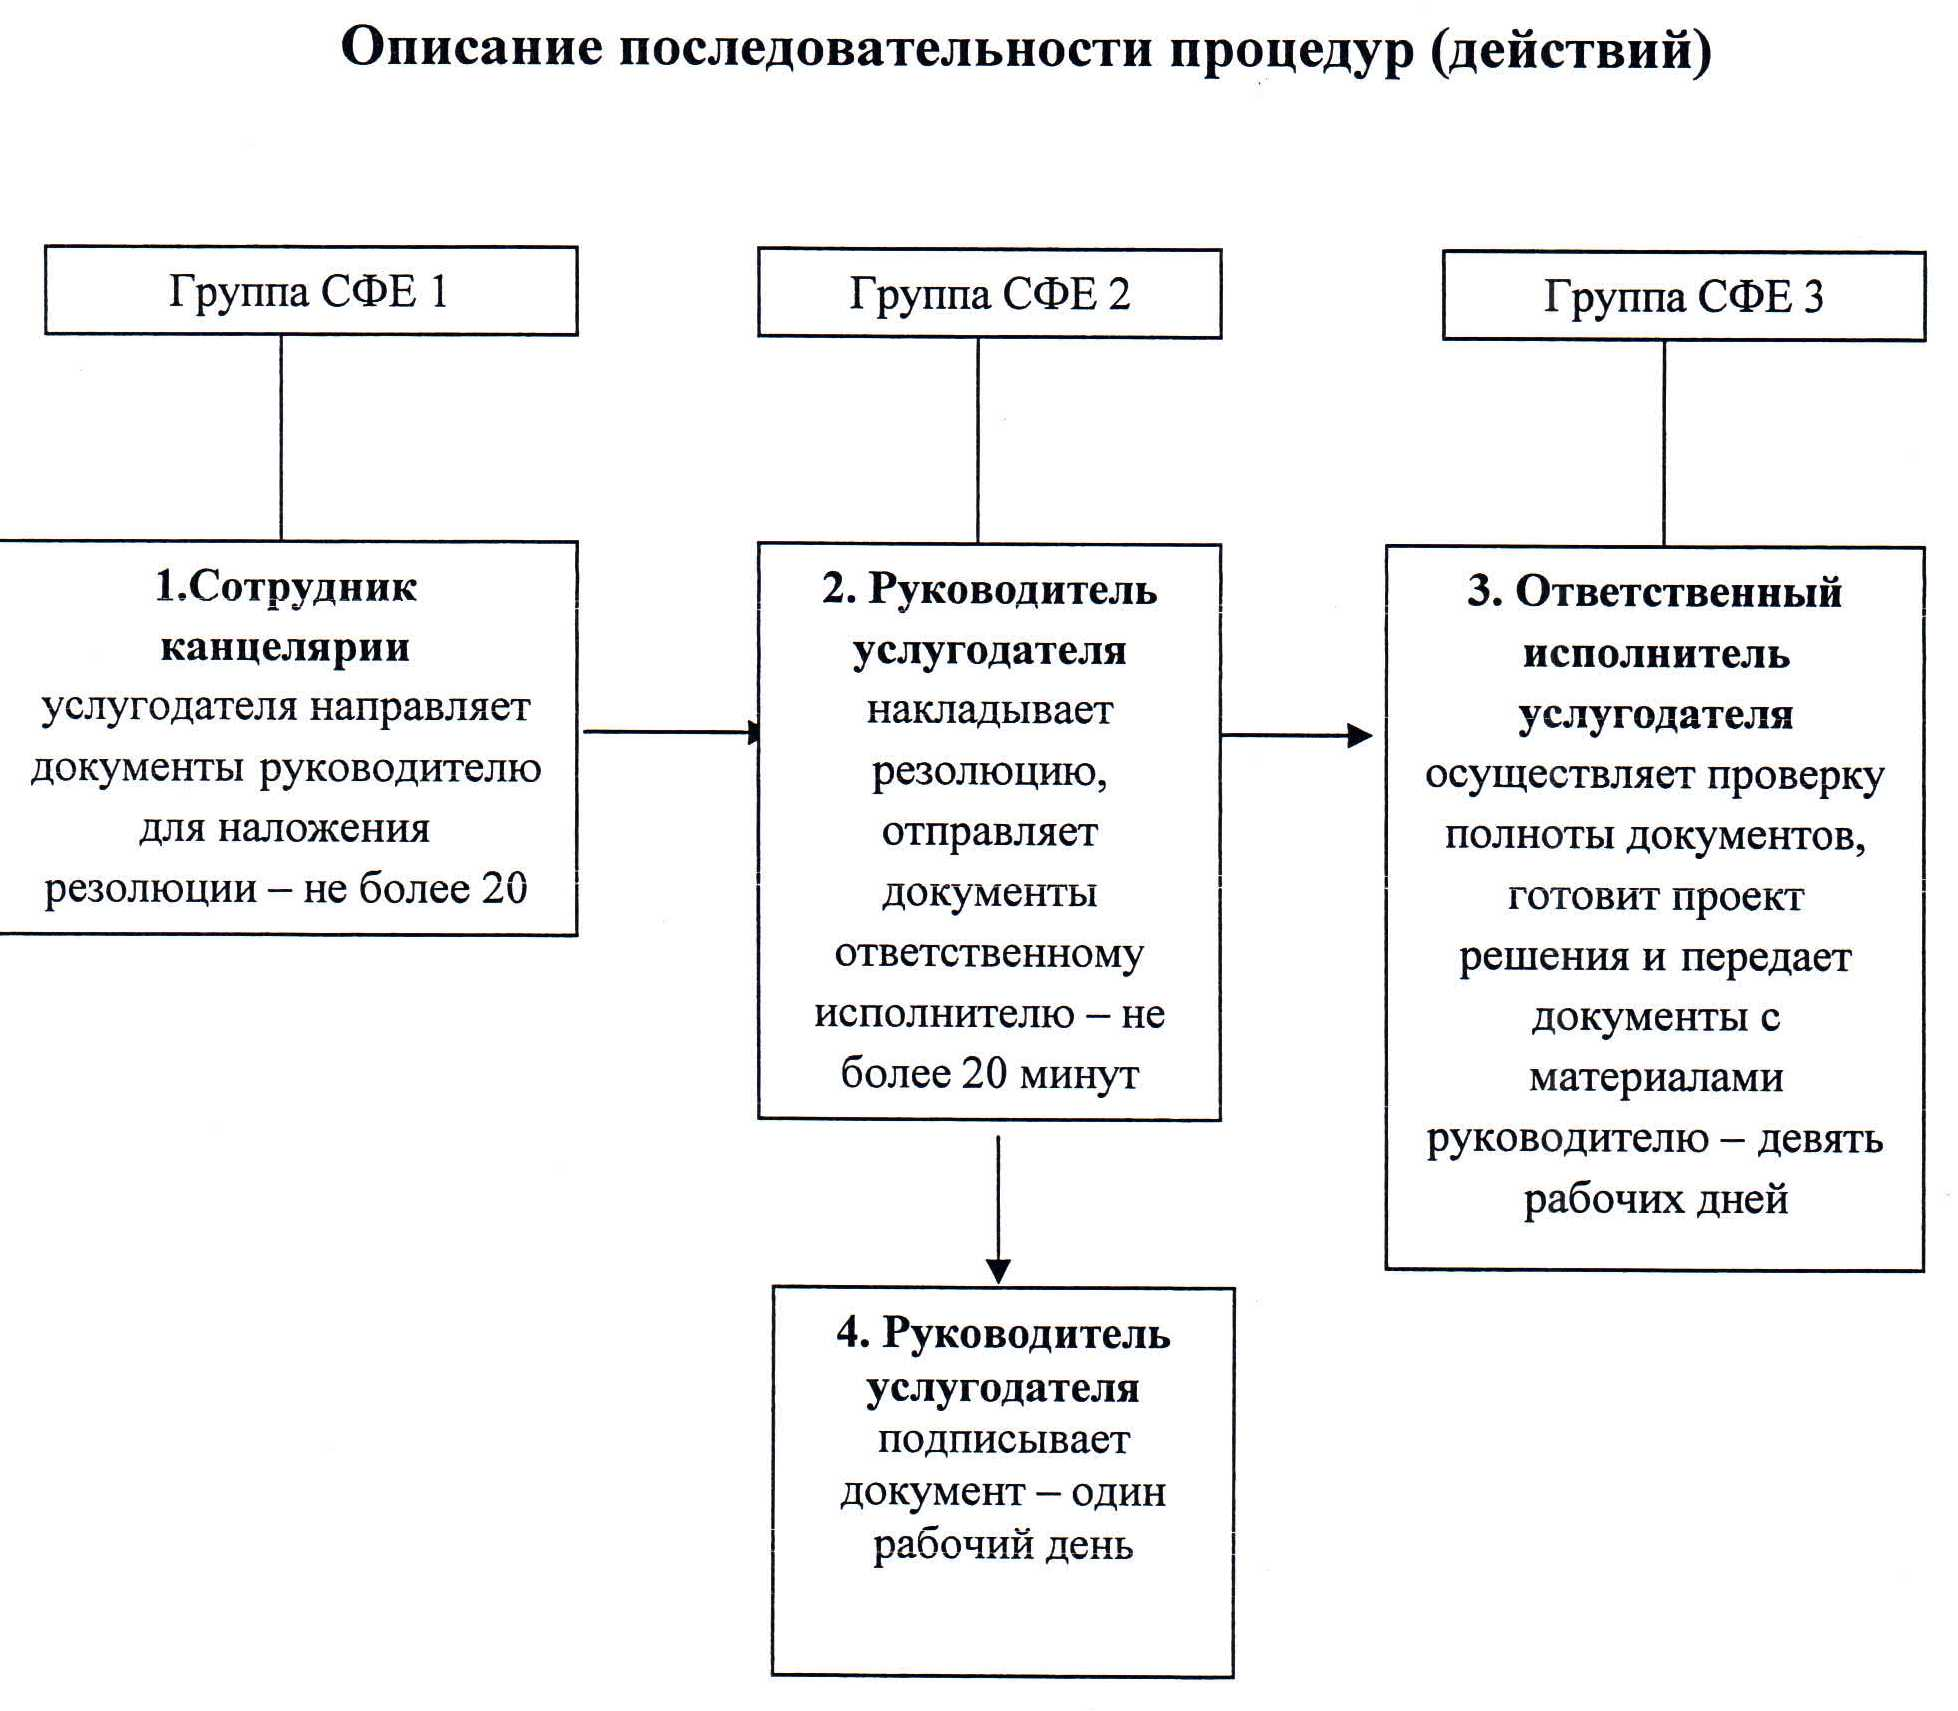 Описание последовательности процедур (действий)
Группа СФЕ 1
Группа СФЕ 2
Группа СФЕ 3
1.Сотрудник
канцелярии
услугодателя направляет
документы руководителю
для наложения
резолюции – не более 20
2. Руководитель
услугодателя
накладывает
резолюцию,
отправляет
документы
ответственному
исполнителю – не
более 20 минут
3. Ответственный
исполнитель
услугодателя
осуществляет проверку
полноты документов,
готовит проект
решения и передает
документы с
материалами
руководителю – девять
рабочих дней
4. Руководитель
услугодателя
подписывает
документ – один
рабочий день